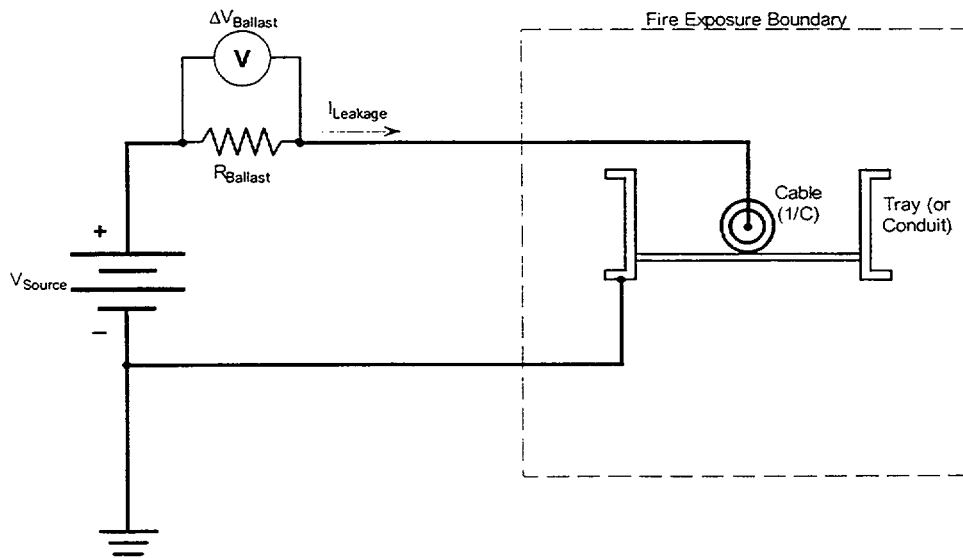 Fire Exposure Boundary
ΔV_Ballast
V
I_Leakage
R_Ballast
Cable
(1/C)
Tray (or
Conduit)
+
V_Source
−